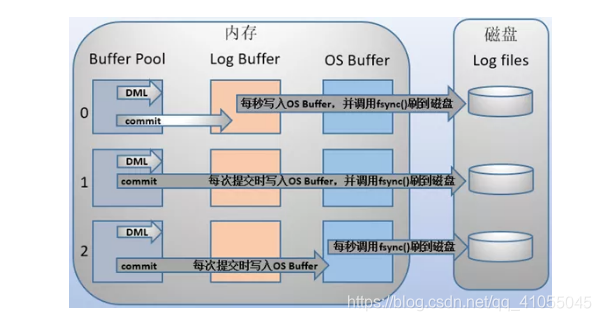 内存
磁盘
Buffer Pool
Log Buffer
OS Buffer
Log files
0
DML
commit
每秒写入OS Buffer，并调用fsync()刷到磁盘
1
DML
commit
每次提交时写入OS Buffer，并调用fsync()刷到磁盘
2
DML
commit
每次提交时写入OS Buffer
每秒调用fsync()刷到磁盘
https://blog.csdn.net/qq_41055045